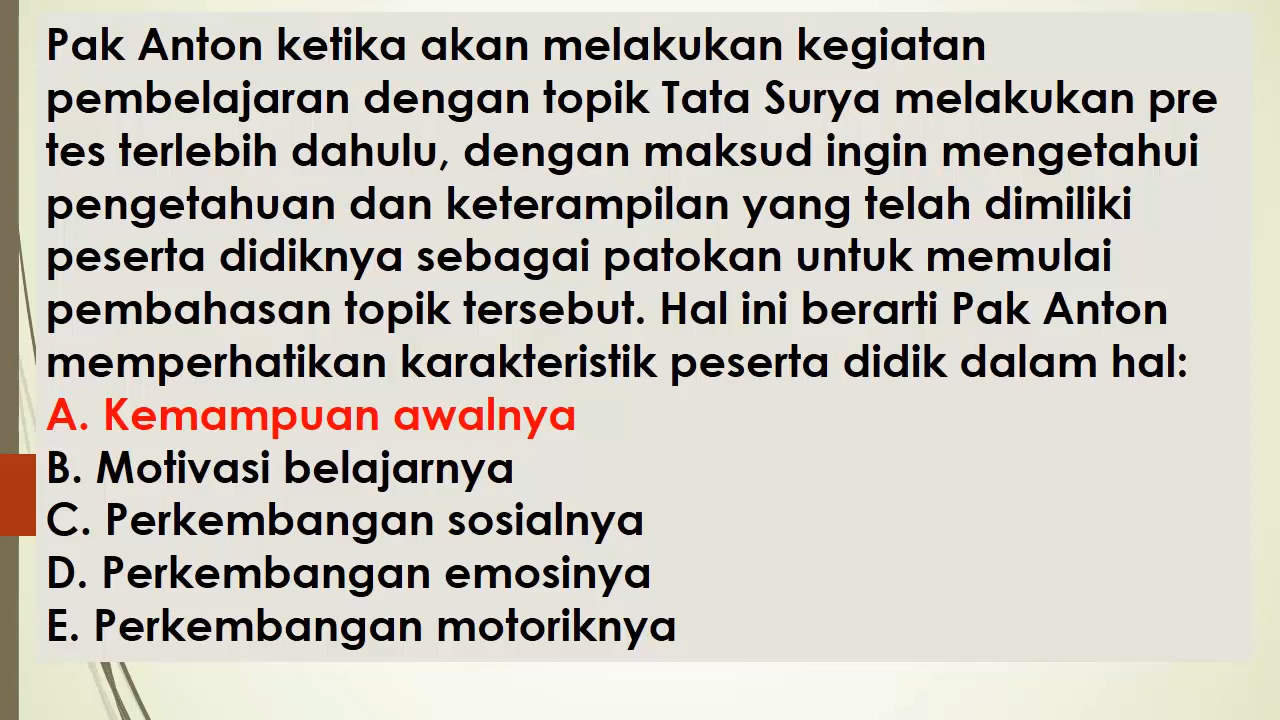 Pak Anton ketika akan melakukan kegiatan
pembelajaran dengan topik Tata Surya melakukan pre
tes terlebih dahulu, dengan maksud ingin mengetahui
pengetahuan dan keterampilan yang telah dimiliki
peserta didiknya sebagai patokan untuk memulai
pembahasan topik tersebut. Hal ini berarti Pak Anton
memperhatikan karakteristik peserta didik dalam hal:
A. Kemampuan awalnya
B. Motivasi belajarnya
C. Perkembangan sosialnya
D. Perkembangan emosinya
E. Perkembangan motoriknya